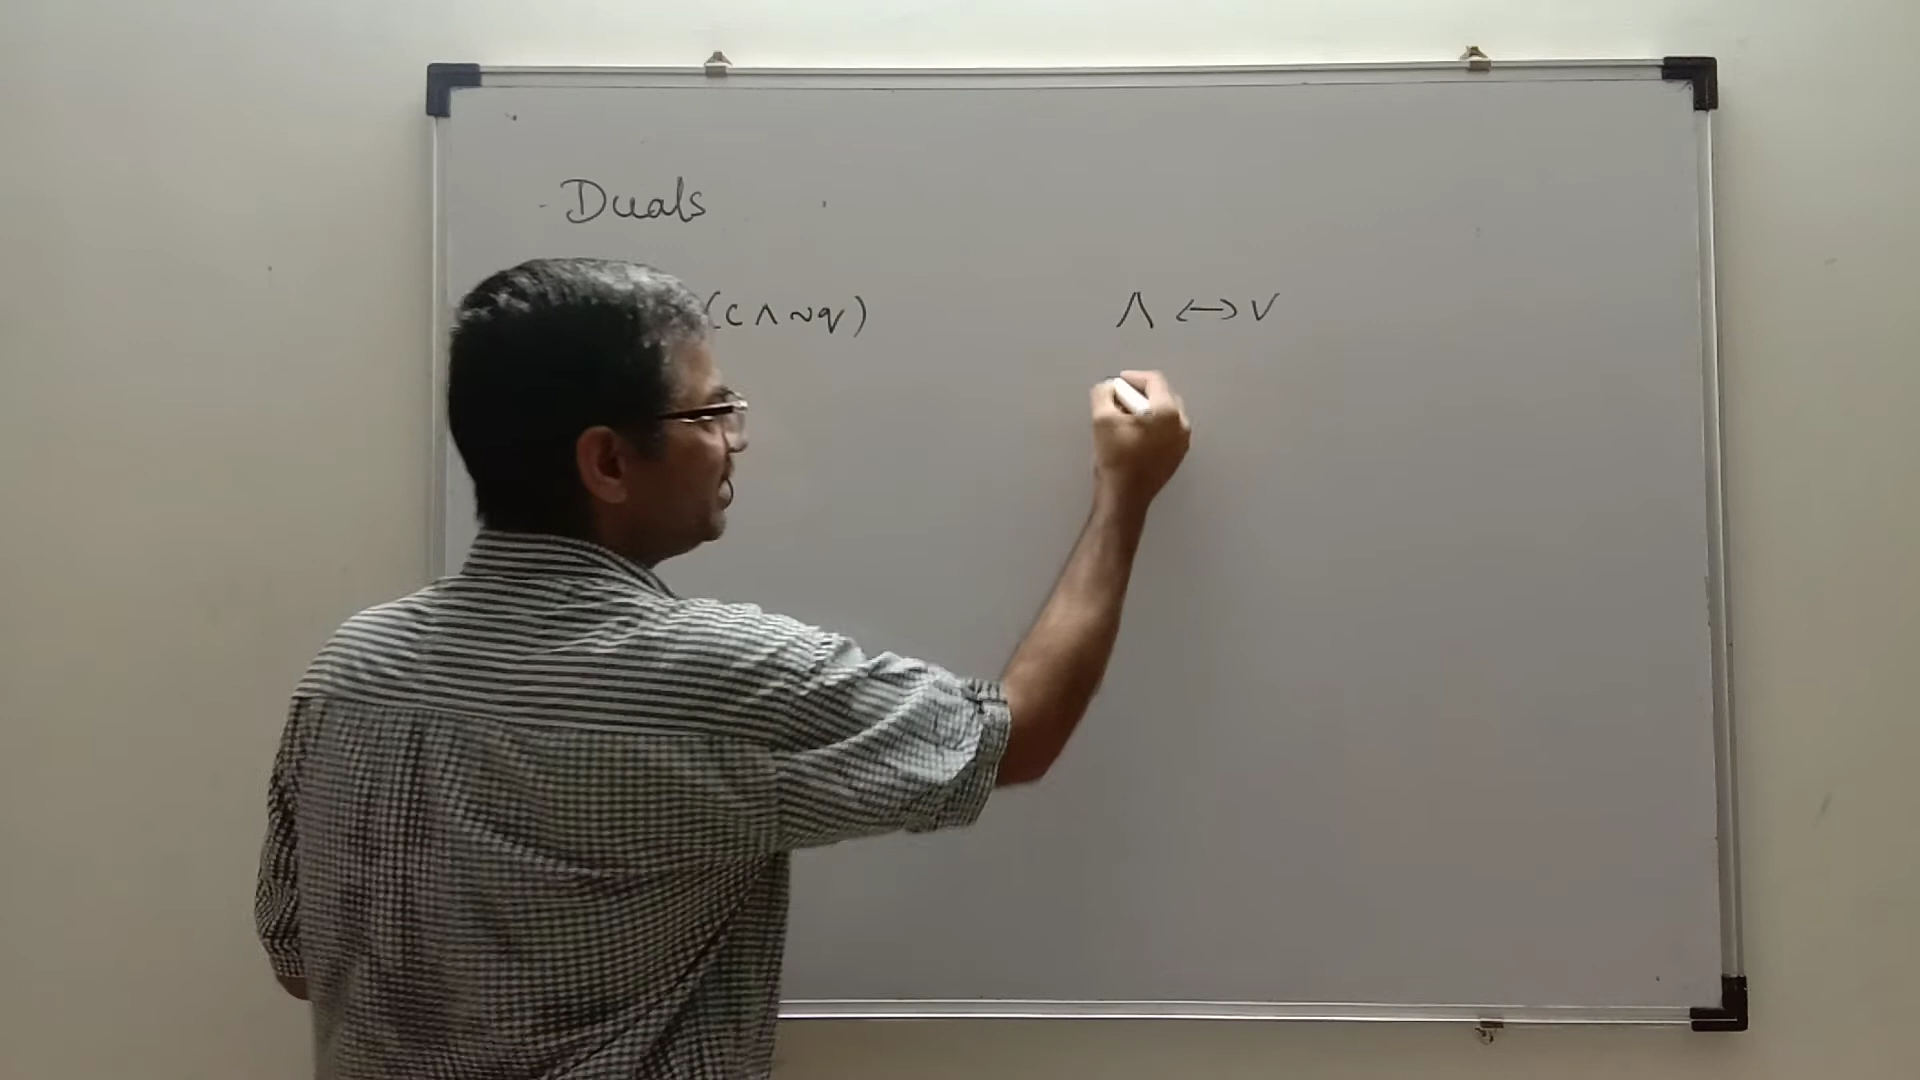 Duals
(c ∧ ~q)
∧ ↔ ∨